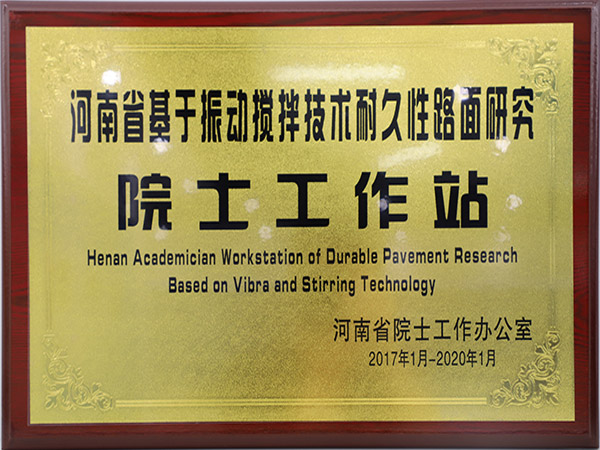 河南省基于振动搅拌技术耐久性路面研究
院士工作站
Henan Academician Workstation of Durable Pavement Research
Based on Vibra and Stirring Technology
河南省院士工作办公室
2017年1月-2020年1月